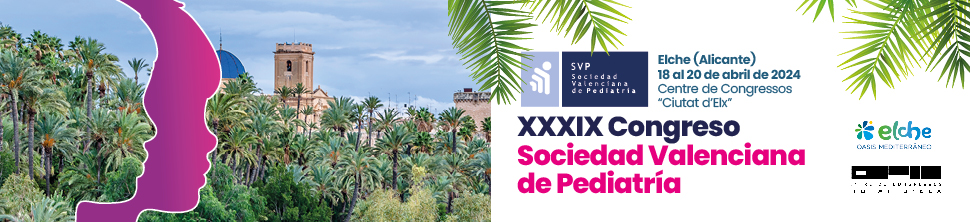 SVP
Sociedad
Valenciana
de Pediatría
Elche (Alicante)
18 al 20 de abril de 2024
Centre de Congressos
“Ciutat d’Elx”
XXXIX Congreso
Sociedad Valenciana
de Pediatría
elche
OASIS MEDITERRÁNEO